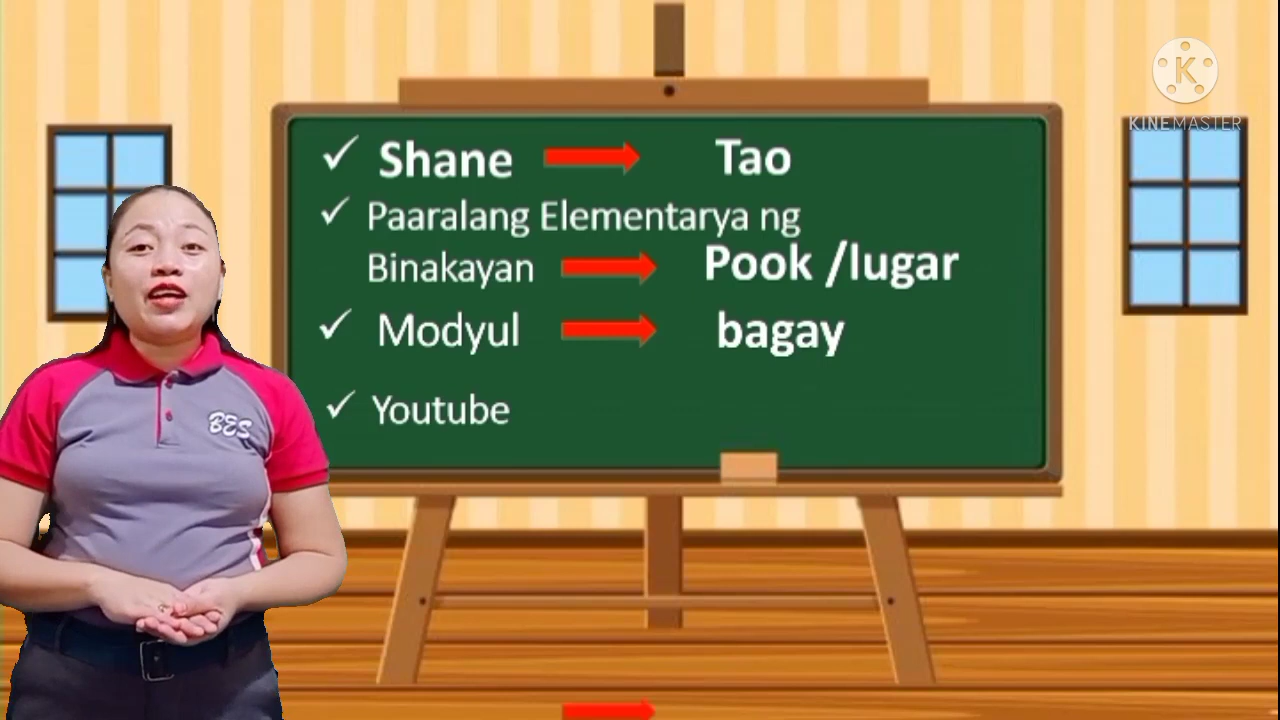 ✓ Shane Tao
✓ Paaralang Elementarya ng
Binakayan Pook /lugar
✓ Modyul bagay
✓ Youtube
BES
K
KINEMASTER